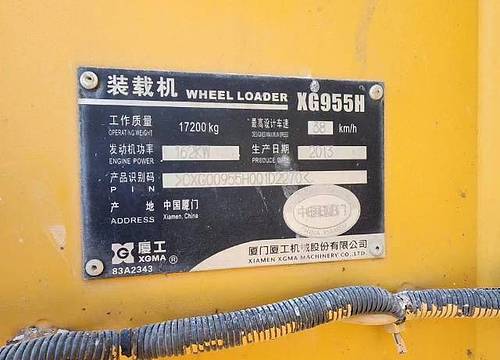 装载机 WHEEL LOADER XG955H
工作质量 17200 kg 最高设计车速 38 km/h
OPERATING WEIGHT
发动机功率 162KW 生产日期 2013
ENGINE POWER PRODUCE DATE
产品识别码
PIN
产地 中国厦门
ADDRESS Xiamen, China
厦工 厦门厦工机械股份有限公司
XGMA XIAMEN XGMA MACHINERY CO.,LTD.
83A2343